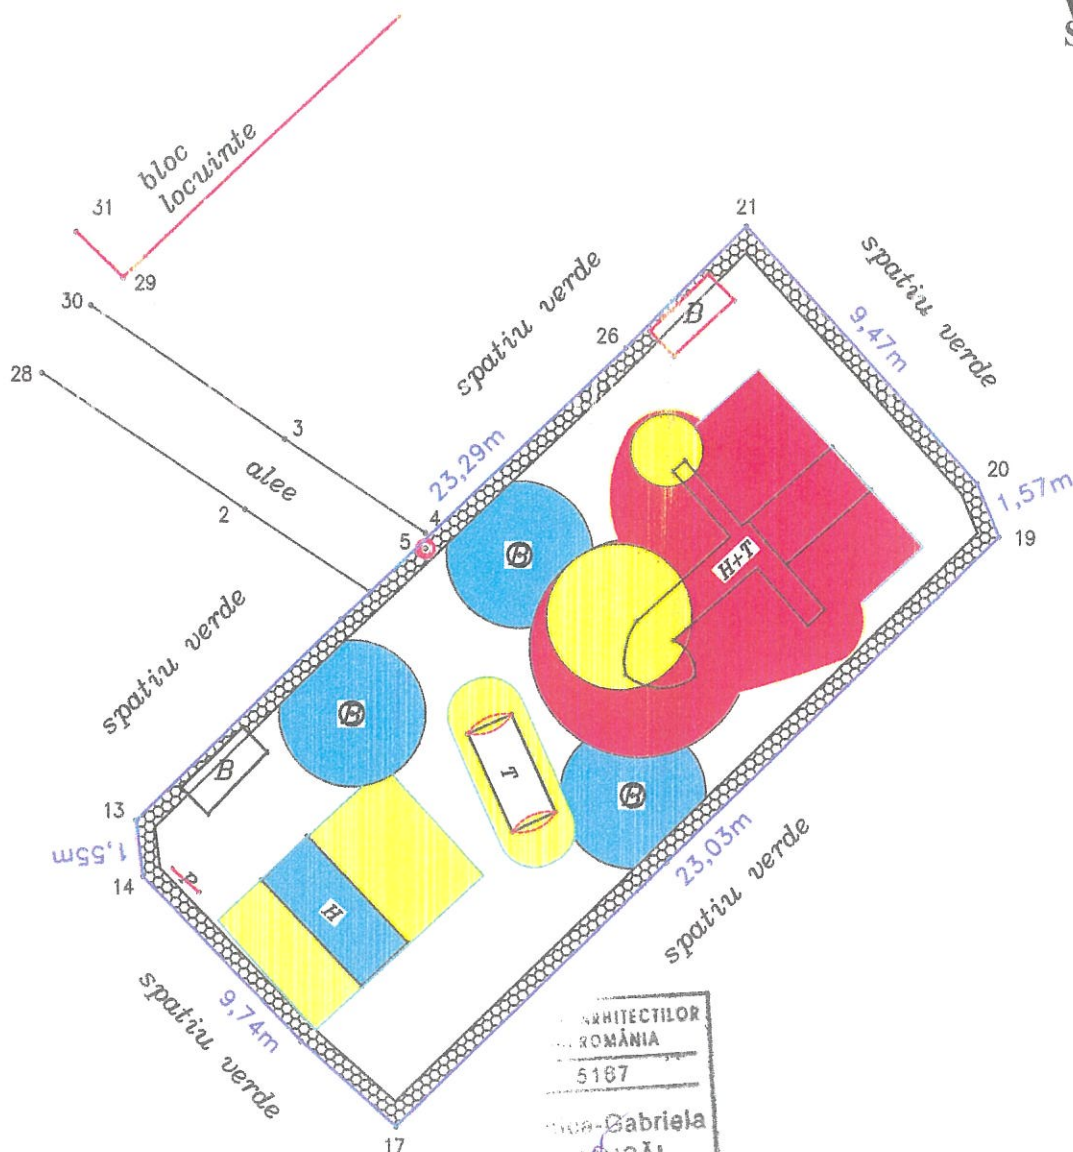 S
bloc
locuinte
31
29
30
28
21
spatiu verde
spatiu verde
B
26
9,47m
3
23,29m
20
alee
1,57m
2
4
5
19
B
H+T
spatiu verde
B
T
B
B
13
23,03m
1,55m
P
14
H
spatiu verde
spatiu verde
9,74m
ARHITECTILOR
ROMÂNIA
5187
Gabriela
17